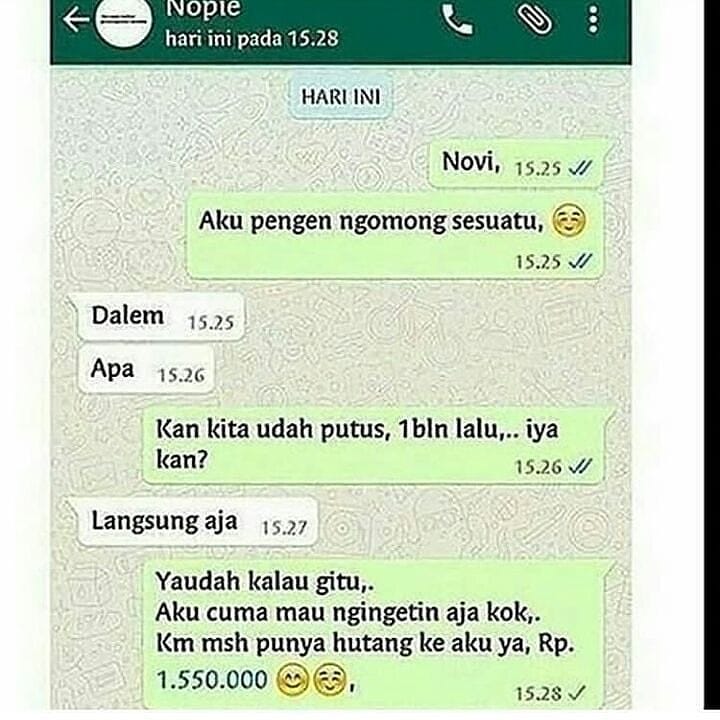 Nopie
hari ini pada 15.28
HARI INI
Novi, 15.25
Aku pengen ngomong sesuatu, 😊
15.25
Dalem 15.25
Apa 15.26
Kan kita udah putus, 1bln lalu,.. iya
kan? 15.26
Langsung aja 15.27
Yaudah kalau gitu,.
Aku cuma mau ngingetin aja kok,.
Km msh punya hutang ke aku ya, Rp.
1.550.000 😊☺️, 15.28